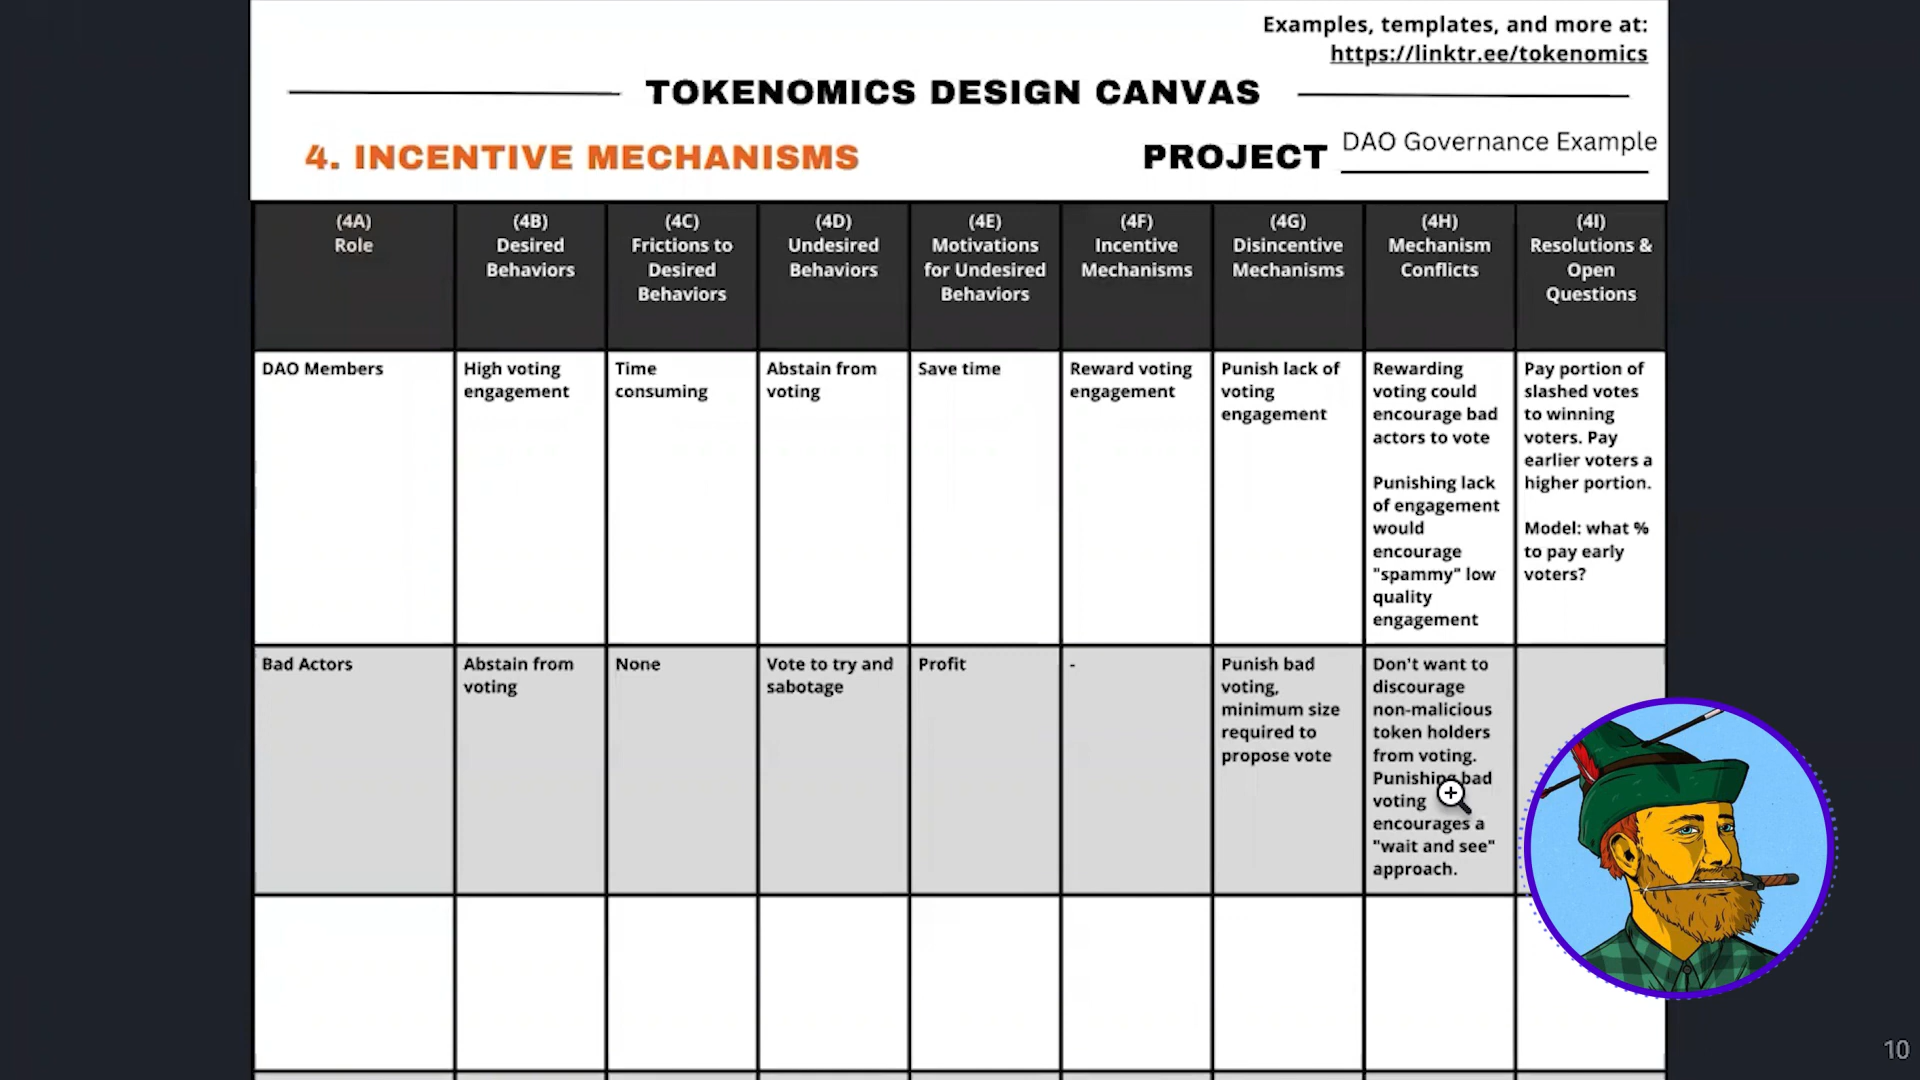 Examples, templates, and more at:
https://linktr.ee/tokenomics
TOKENOMICS DESIGN CANVAS
4. INCENTIVE MECHANISMS
PROJECT
DAO Governance Example
(4A)
Role
(4B)
Desired
Behaviors
(4C)
Frictions to
Desired
Behaviors
(4D)
Undesired
Behaviors
(4E)
Motivations
for Undesired
Behaviors
(4F)
Incentive
Mechanisms
(4G)
Disincentive
Mechanisms
(4H)
Mechanism
Conflicts
(4I)
Resolutions &
Open
Questions
DAO Members
High voting
engagement
Time
consuming
Abstain from
voting
Save time
Reward voting
engagement
Punish lack of
voting
engagement
Rewarding
voting could
encourage bad
actors to vote
Punishing lack
of engagement
would
encourage
"spammy" low
quality
engagement
Pay portion of
slashed votes
to winning
voters. Pay
earlier voters a
higher portion.
Model: what %
to pay early
voters?
Bad Actors
Abstain from
voting
None
Vote to try and
sabotage
Profit
-
Punish bad
voting,
minimum size
required to
propose vote
Don't want to
discourage
non-malicious
token holders
from voting.
Punishing bad
voting
encourages a
"wait and see"
approach.
10